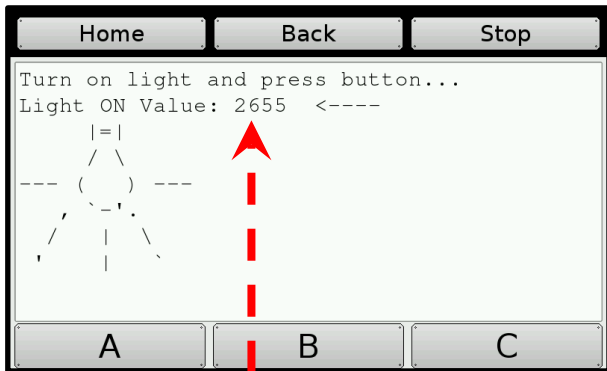 Home Back Stop
Turn on light and press button...
Light ON Value: 2655  <----
      |=|
      / \
--- (    ) ---
   , `-'.
  /    |   \
 '     |    `
A B C